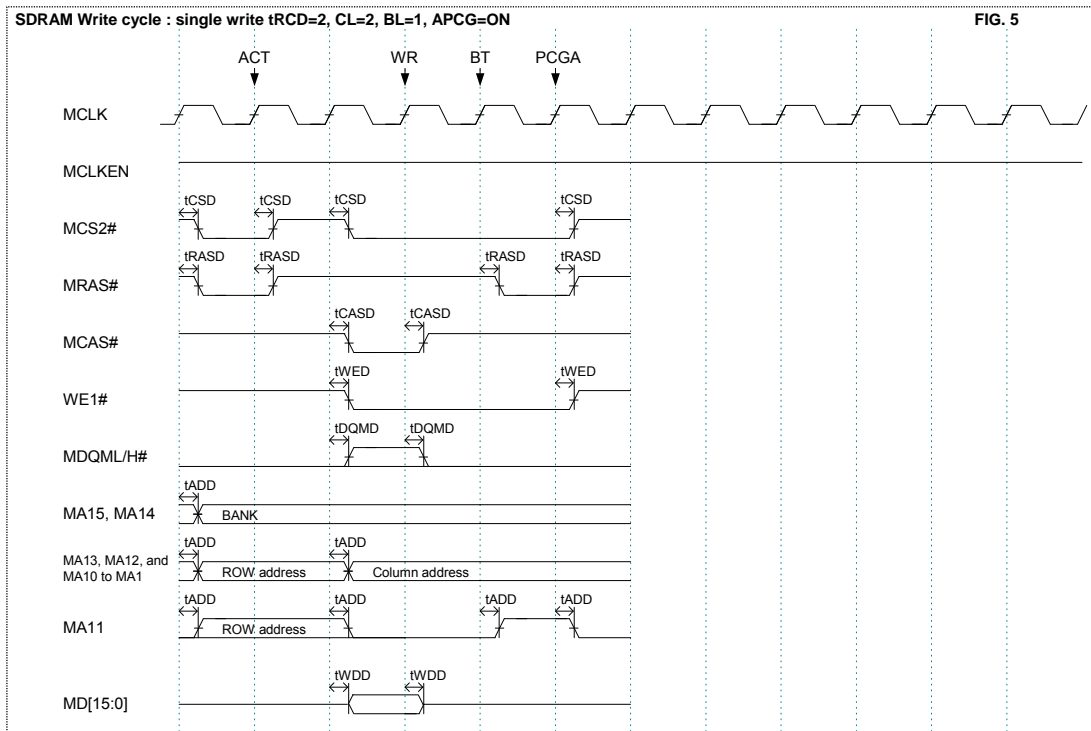 SDRAM Write cycle : single write tRCD=2, CL=2, BL=1, APCG=ON FIG. 5
ACT WR BT PCGA
MCLK
MCLKEN
tCSD tCSD tCSD tCSD
MCS2#
tRASD tRASD tRASD tRASD
MRAS#
tCASD tCASD
MCAS#
tWED tWED
WE1#
tDQMD tDQMD
MDQML/H#
tADD
MA15, MA14 BANK
tADD tADD
MA13, MA12, and
MA10 to MA1 ROW address Column address
tADD tADD tADD tADD
MA11 ROW address
tWDD tWDD
MD[15:0]